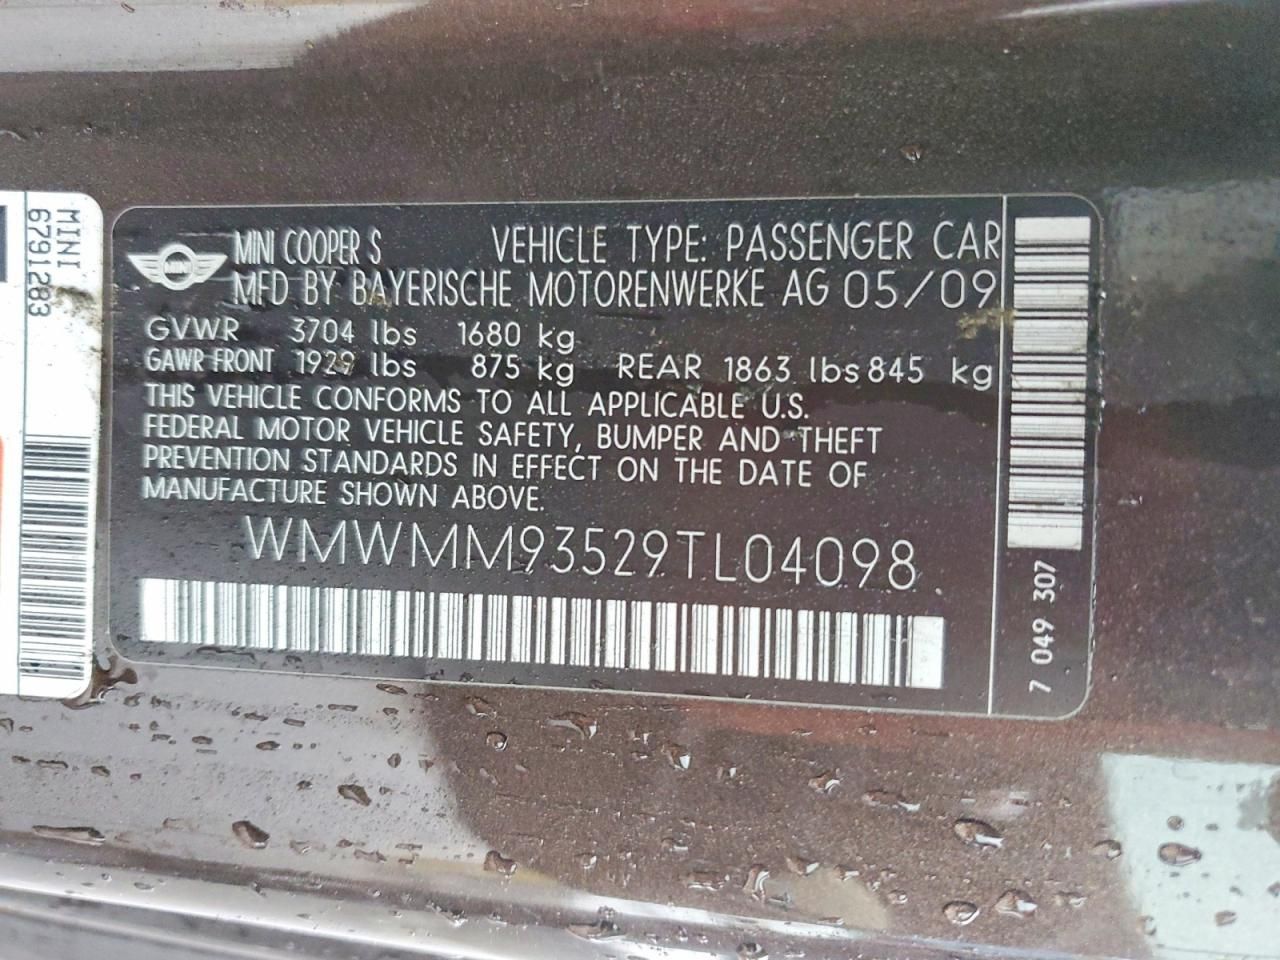 MINI
6791283
MINI
MINI COOPER S VEHICLE TYPE: PASSENGER CAR
MFD BY BAYERISCHE MOTORENWERKE AG 05/09
GVWR 3704 lbs 1680 kg
GAWR FRONT 1929 lbs 875 kg REAR 1863 lbs 845 kg
THIS VEHICLE CONFORMS TO ALL APPLICABLE U.S.
FEDERAL MOTOR VEHICLE SAFETY, BUMPER AND THEFT
PREVENTION STANDARDS IN EFFECT ON THE DATE OF
MANUFACTURE SHOWN ABOVE.
WMWMM93529TL04098
7 049 307